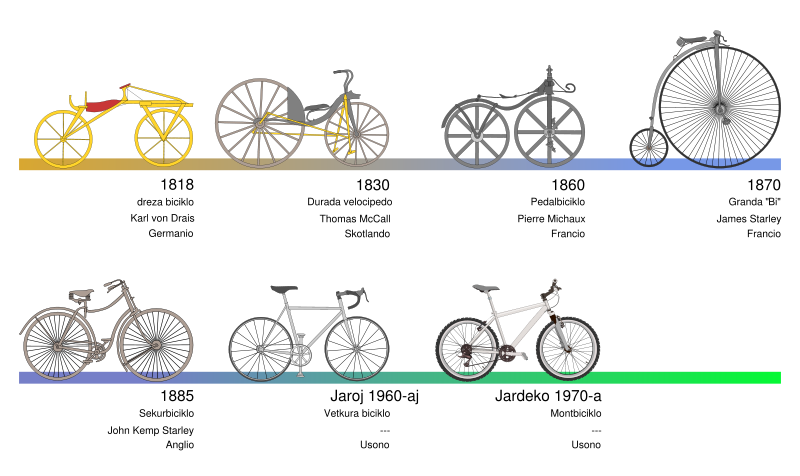 1818
dreza biciklo
Karl von Drais
Germanio
1830
Durada velocipedo
Thomas McCall
Skotlando
1860
Pedalbiciklo
Pierre Michaux
Francio
1870
Granda "Bi"
James Starley
Francio
1885
Sekurbiciklo
John Kemp Starley
Anglio
Jaroj 1960-aj
Vetkura biciklo
---
Usono
Jardeko 1970-a
Montbiciklo
---
Usono